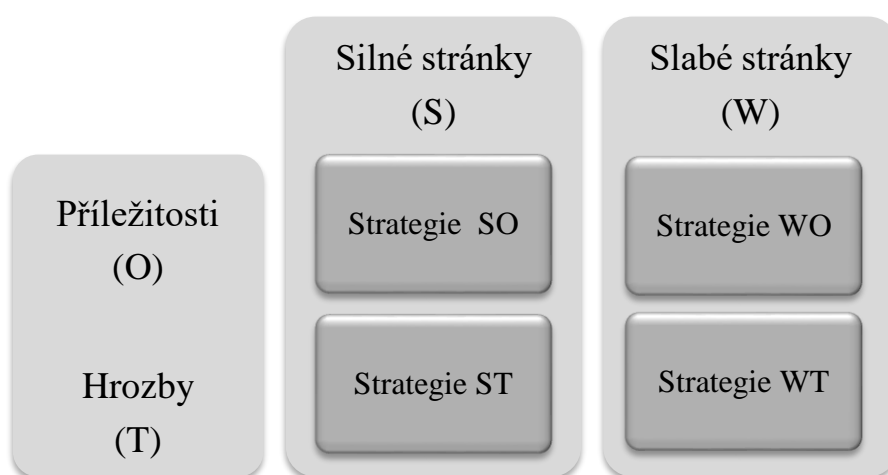 Silné stránky
(S)
Slabé stránky
(W)
Příležitosti
(O)
Strategie SO
Strategie WO
Hrozby
(T)
Strategie ST
Strategie WT